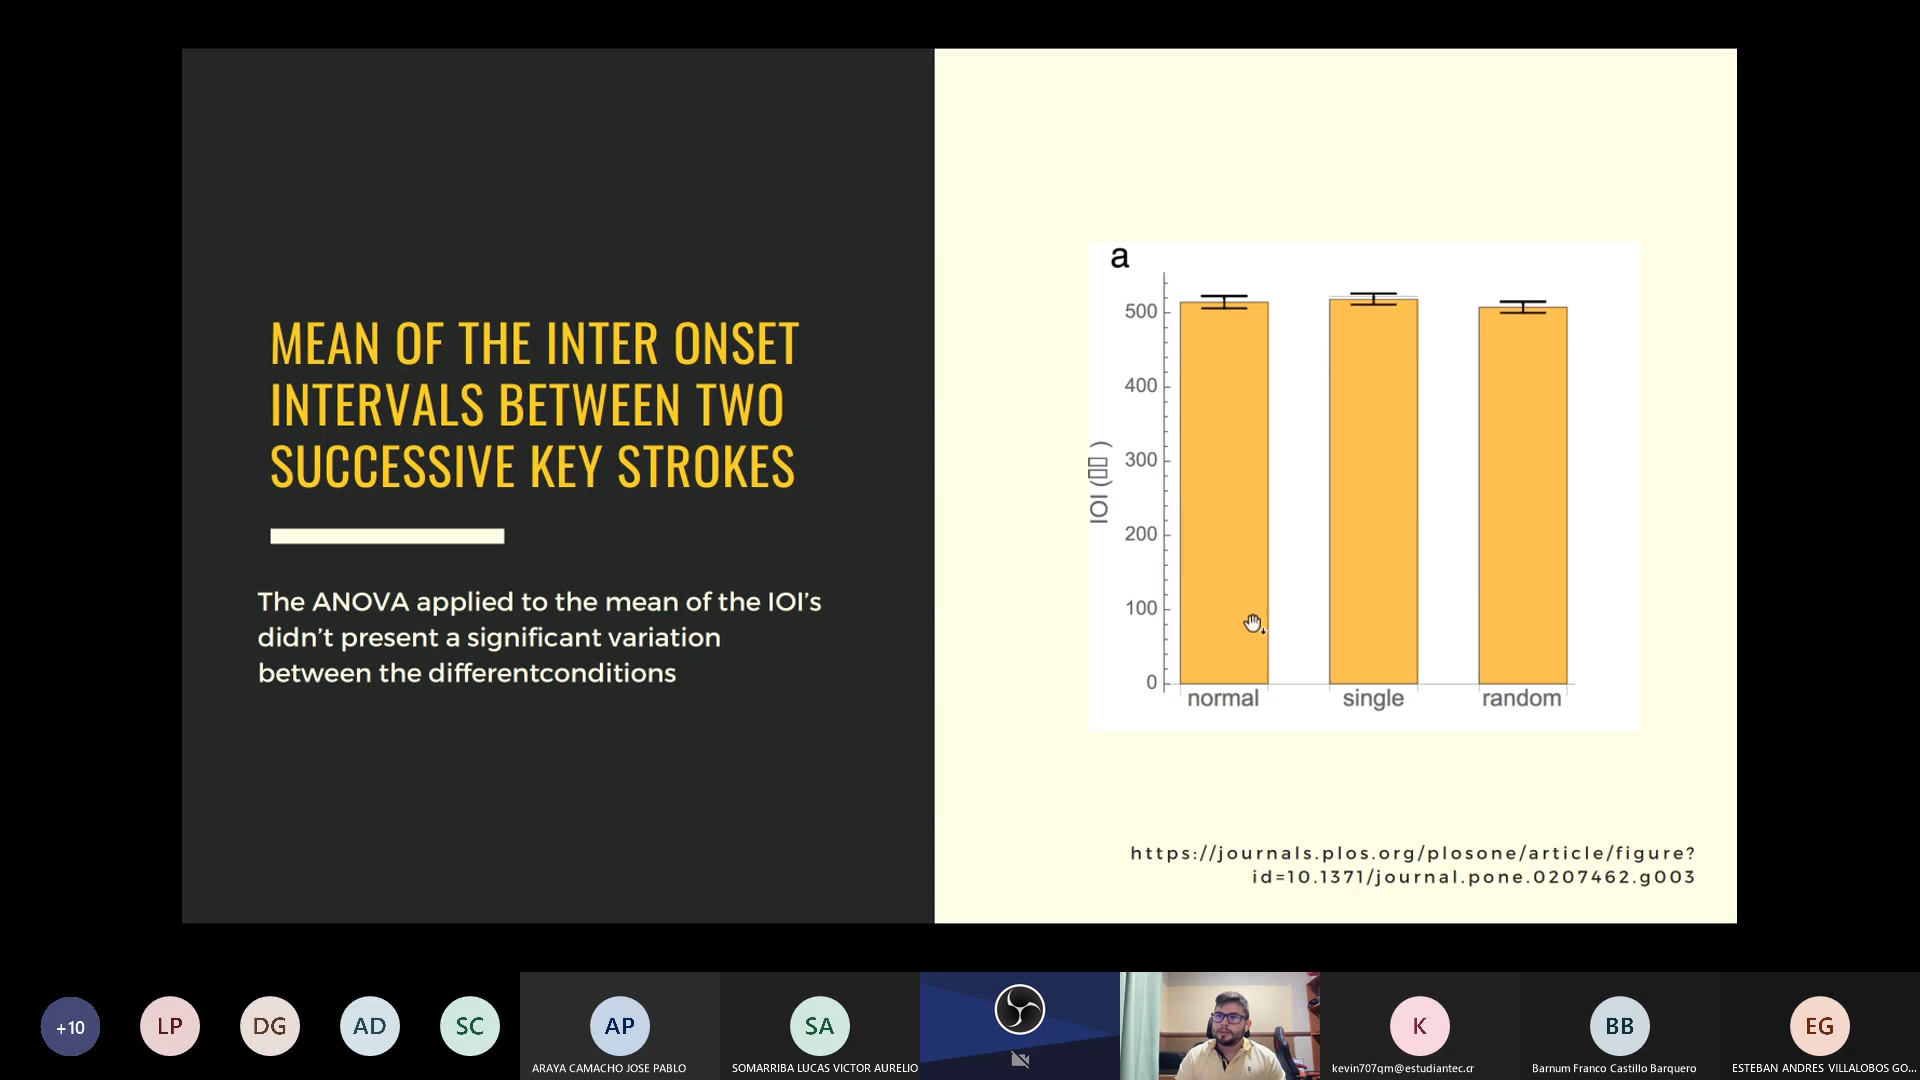 MEAN OF THE INTER ONSET
INTERVALS BETWEEN TWO
SUCCESSIVE KEY STROKES
The ANOVA applied to the mean of the IOI’s
didn’t present a significant variation
between the differentconditions
a
500
400
300
200
100
0
IOI (▯▯ )
normal single random
https://journals.plos.org/plosone/article/figure?
id=10.1371/journal.pone.0207462.g003
+10
LP
DG
AD
SC
AP
ARAYA CAMACHO JOSE PABLO
SA
SOMARRIBA LUCAS VICTOR AURELIO
K
kevin707qm@estudiantec.cr
BB
Barnum Franco Castillo Barquero
EG
ESTEBAN ANDRES VILLALOBOS GO...